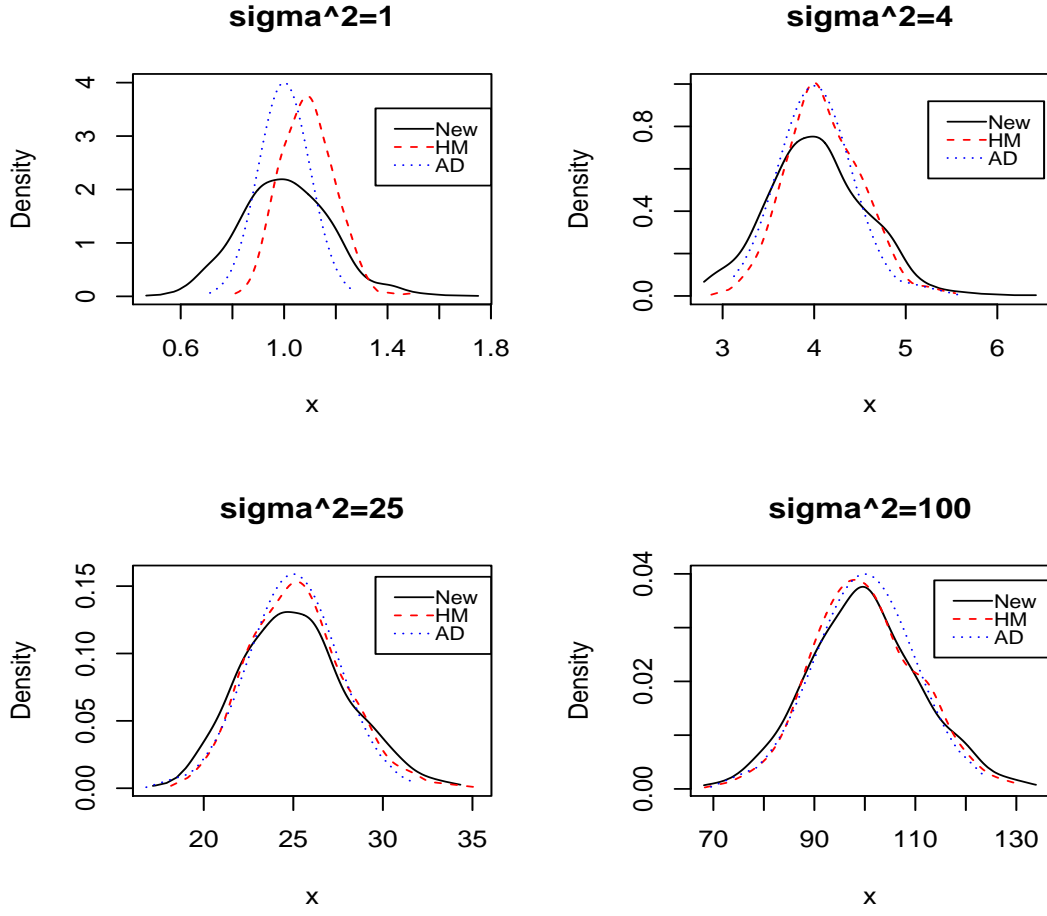 sigma^2=1
Density
0 1 2 3 4
0.6 1.0 1.4 1.8
x
New
HM
AD
sigma^2=4
Density
0.0 0.4 0.8
3 4 5 6
x
New
HM
AD
sigma^2=25
Density
0.00 0.05 0.10 0.15
20 25 30 35
x
New
HM
AD
sigma^2=100
Density
0.00 0.02 0.04
70 90 110 130
x
New
HM
AD